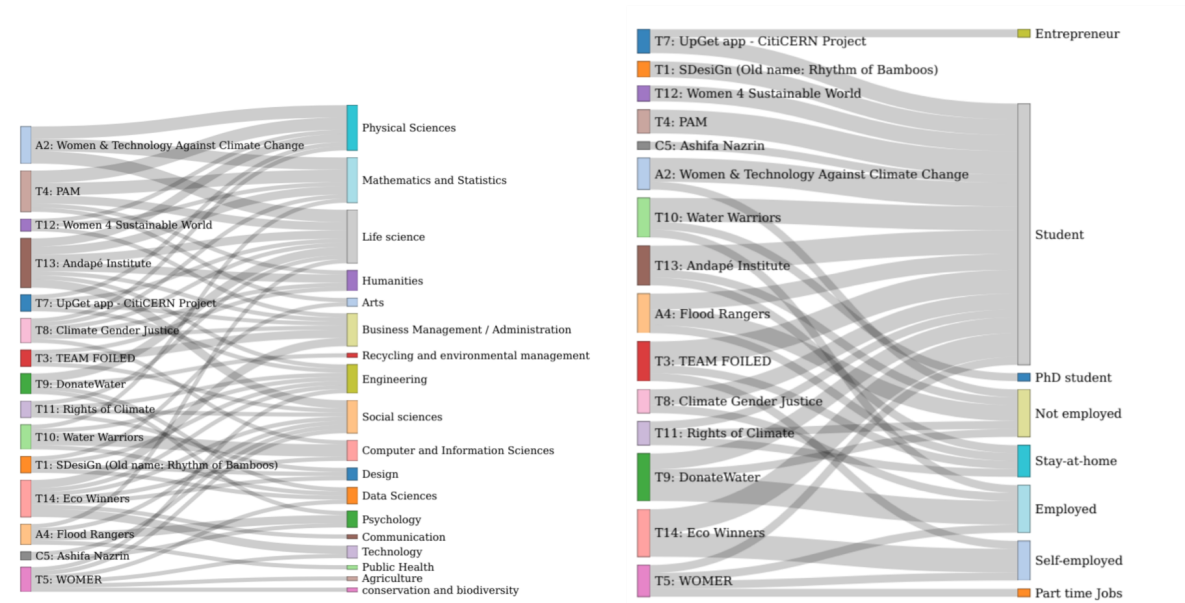 A2: Women & Technology Against Climate Change
T4: PAM
T12: Women 4 Sustainable World
T13: Andapé Institute
T7: UpGet app - CitiCERN Project
T8: Climate Gender Justice
T3: TEAM FOILED
T9: DonateWater
T11: Rights of Climate
T10: Water Warriors
T1: SDesiGn (Old name: Rhythm of Bamboos)
T14: Eco Winners
A4: Flood Rangers
C5: Ashifa Nazrin
T5: WOMER
Physical Sciences
Mathematics and Statistics
Life science
Humanities
Arts
Business Management / Administration
Recycling and environmental management
Engineering
Social sciences
Computer and Information Sciences
Design
Data Sciences
Psychology
Communication
Technology
Public Health
Agriculture
conservation and biodiversity
T7: UpGet app - CitiCERN Project
T1: SDesiGn (Old name: Rhythm of Bamboos)
T12: Women 4 Sustainable World
T4: PAM
C5: Ashifa Nazrin
A2: Women & Technology Against Climate Change
T10: Water Warriors
T13: Andapé Institute
A4: Flood Rangers
T3: TEAM FOILED
T8: Climate Gender Justice
T11: Rights of Climate
T9: DonateWater
T14: Eco Winners
T5: WOMER
Entrepreneur
Student
PhD student
Not employed
Stay-at-home
Employed
Self-employed
Part time Jobs